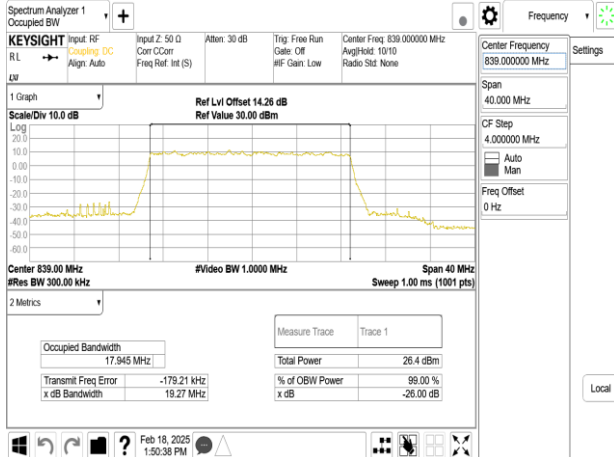 Spectrum Analyzer 1
Occupied BW
+
Frequency
KEYSIGHT
Input: RF
Coupling: DC
Align: Auto
Input Z: 50 Ω
Corr CCorr
Freq Ref: Int (S)
Atten: 30 dB
Trig: Free Run
Gate: Off
#IF Gain: Low
Center Freq: 839.000000 MHz
Avg|Hold: 10/10
Radio Std: None
RL
LXI
Center Frequency
839.000000 MHz
Settings
Span
40.000 MHz
CF Step
4.000000 MHz
Auto
Man
Freq Offset
0 Hz
1 Graph
Scale/Div 10.0 dB
Ref Lvl Offset 14.26 dB
Ref Value 30.00 dBm
Log
20.0
10.0
0.00
-10.0
-20.0
-30.0
-40.0
-50.0
-60.0
Center 839.00 MHz
#Video BW 1.0000 MHz
Span 40 MHz
#Res BW 300.00 kHz
Sweep 1.00 ms (1001 pts)
2 Metrics
Measure Trace
Trace 1
Occupied Bandwidth
17.945 MHz
Total Power
26.4 dBm
Transmit Freq Error
-179.21 kHz
% of OBW Power
99.00 %
x dB Bandwidth
19.27 MHz
x dB
-26.00 dB
Local
?
Feb 18, 2025
1:50:38 PM